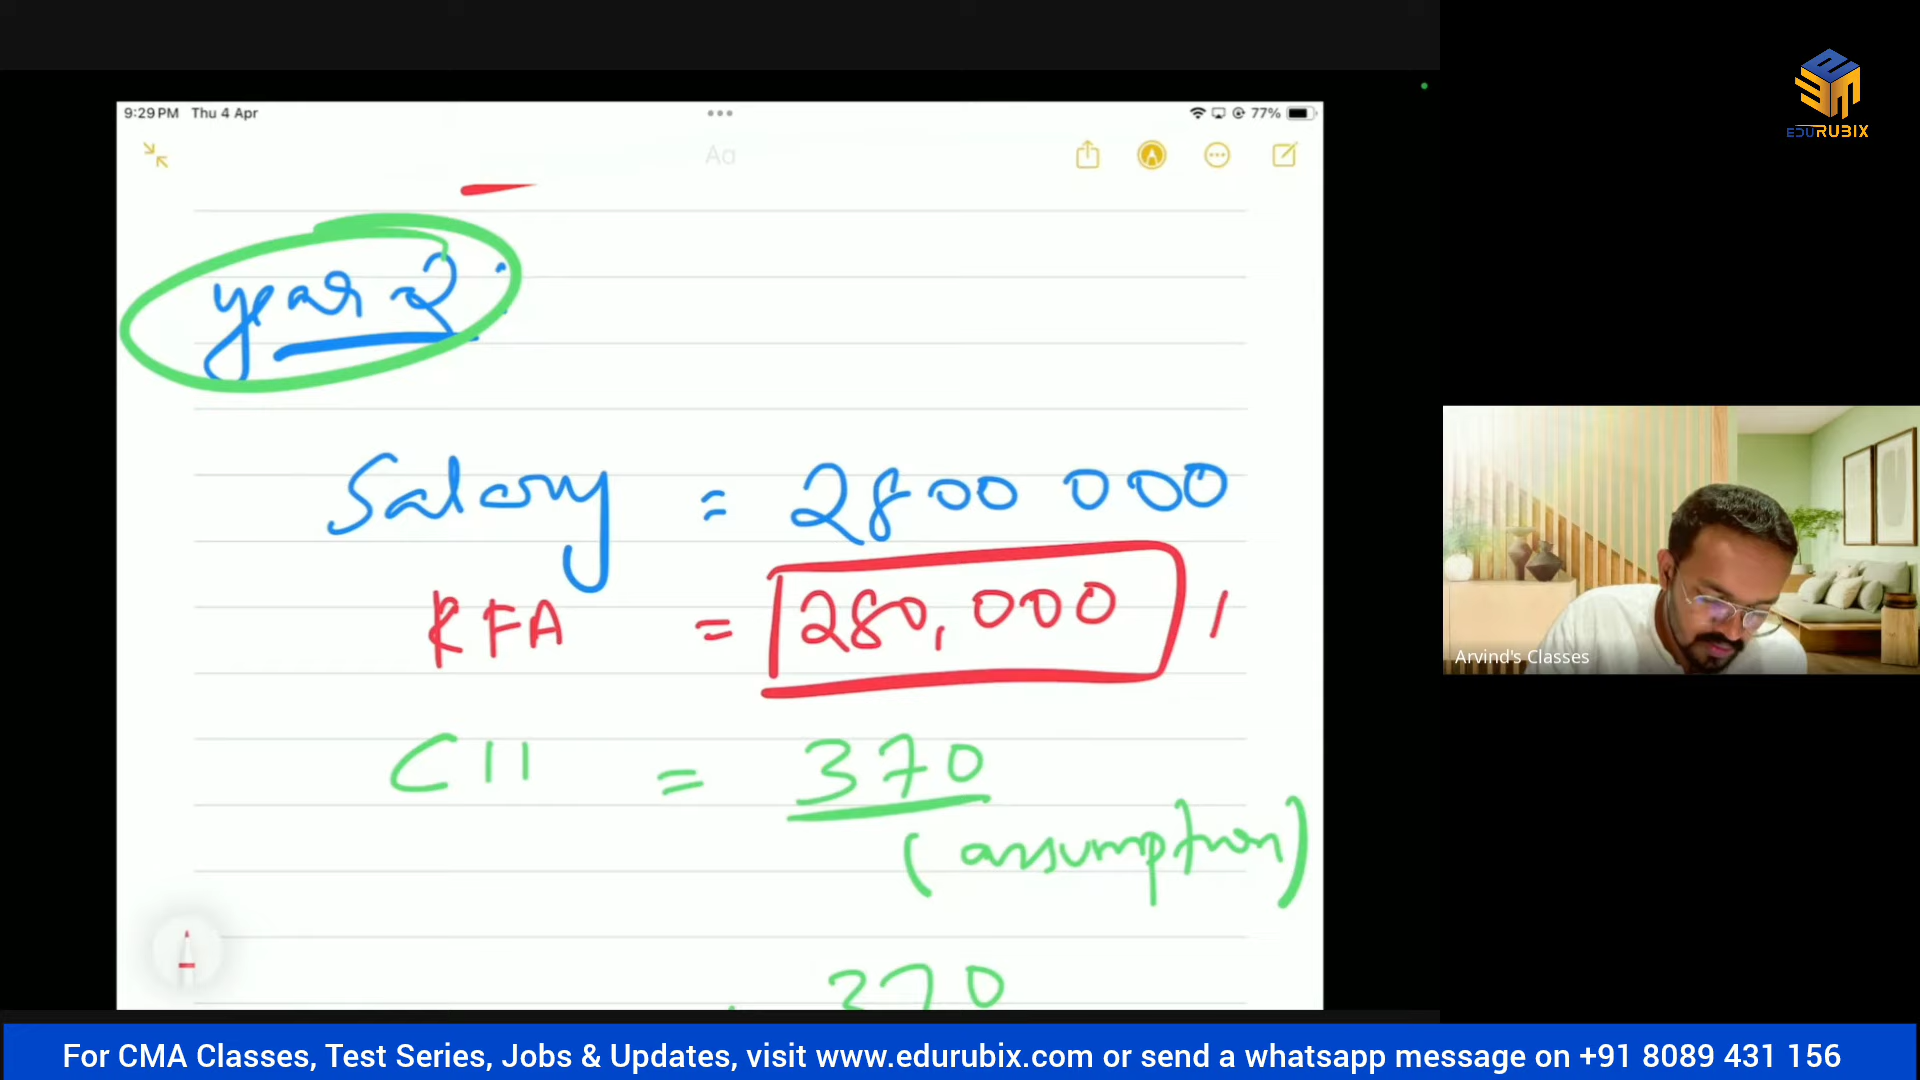 EDURUBIX
9:29 PM Thu 4 Apr
77%
Aa
year 2
Salary = 2800 000
RFA = 280,000
CII = 370
(assumption)
370
Arvind's Classes
For CMA Classes, Test Series, Jobs & Updates, visit www.edurubix.com or send a whatsapp message on +91 8089 431 156